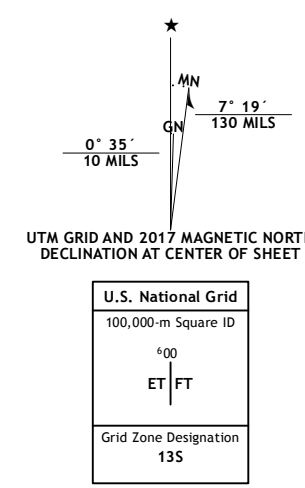 ★
MN
GN
7° 19´
130 MILS
0° 35´
10 MILS
UTM GRID AND 2017 MAGNETIC NORT
DECLINATION AT CENTER OF SHEET
U.S. National Grid
100,000-m Square ID
⁶00
ET FT
Grid Zone Designation
13S